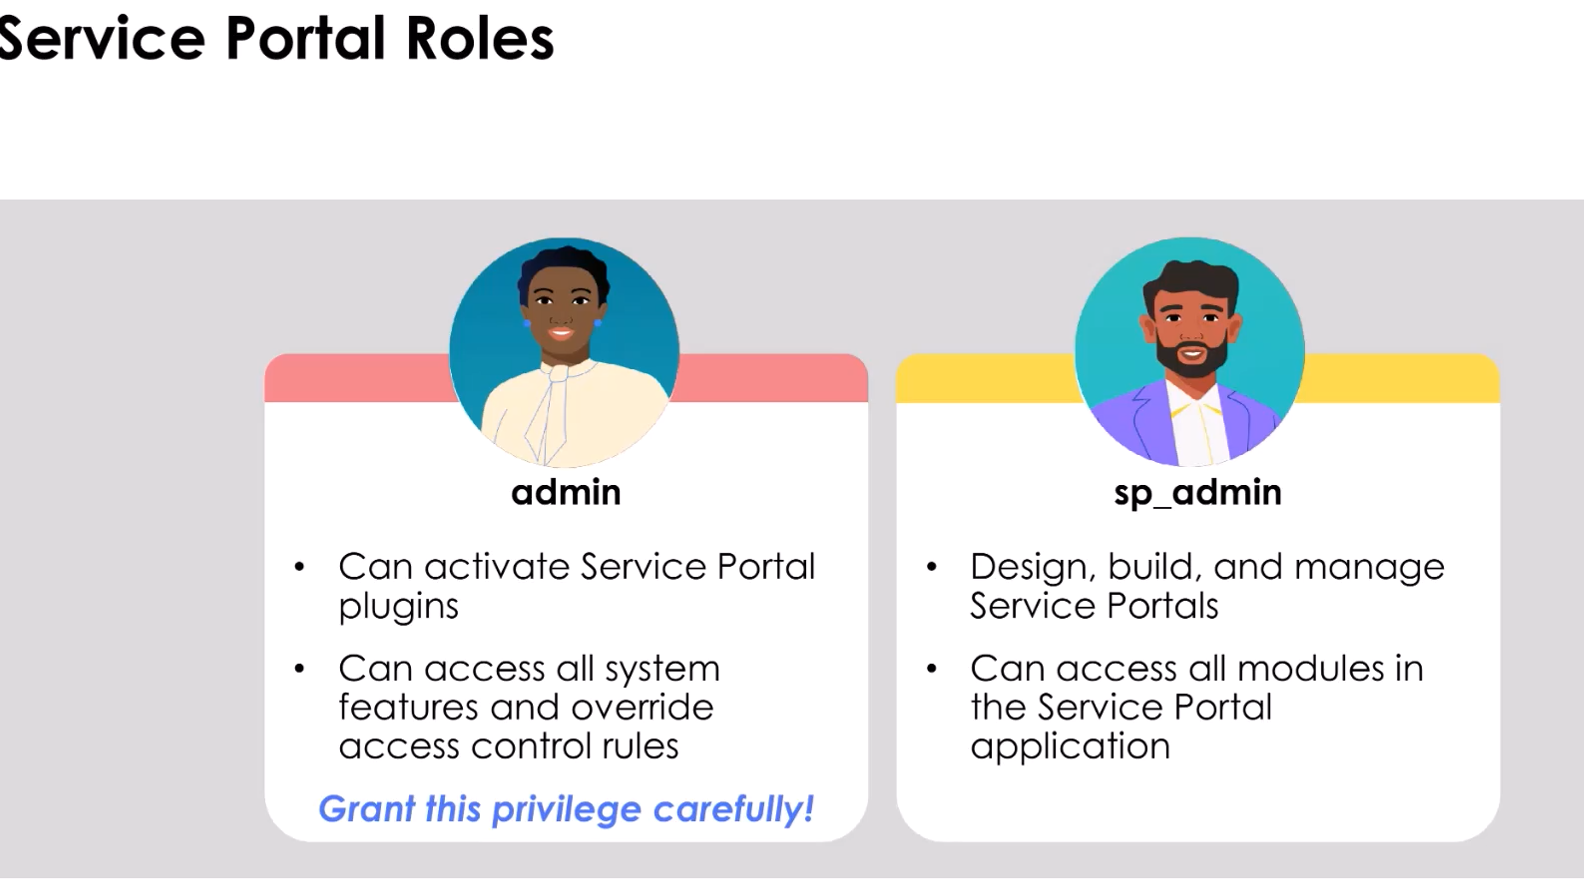 Service Portal Roles
admin
• Can activate Service Portal
plugins
• Can access all system
features and override
access control rules
Grant this privilege carefully!
sp_admin
• Design, build, and manage
Service Portals
• Can access all modules in
the Service Portal
application